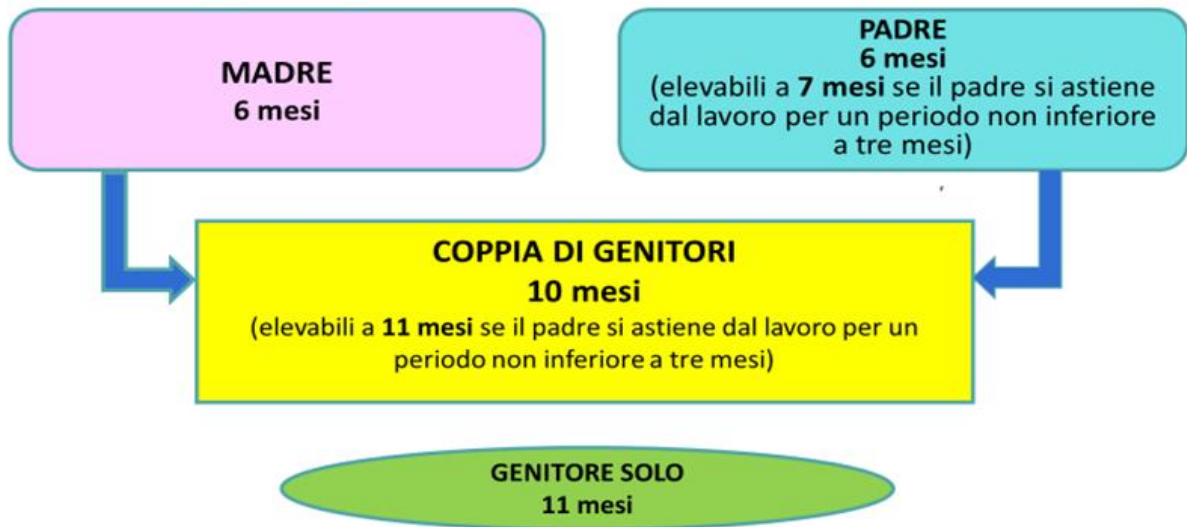 MADRE
6 mesi
PADRE
6 mesi
(elevabili a 7 mesi se il padre si astiene
dal lavoro per un periodo non inferiore
a tre mesi)
COPPIA DI GENITORI
10 mesi
(elevabili a 11 mesi se il padre si astiene dal lavoro per un
periodo non inferiore a tre mesi)
GENITORE SOLO
11 mesi